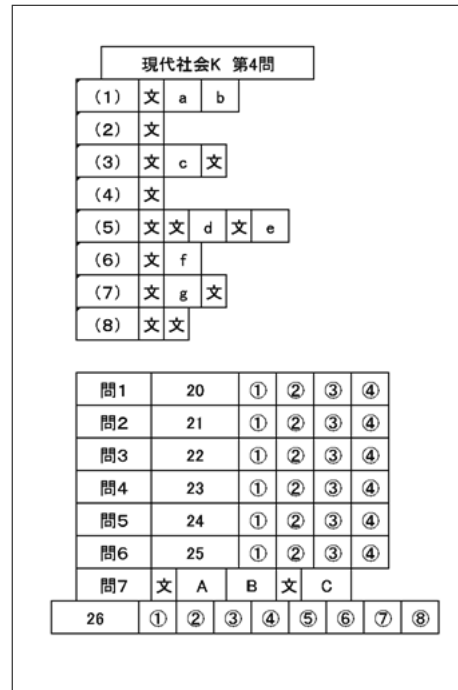 現代社会K 第4問
(1) 文 a b
(2) 文
(3) 文 c 文
(4) 文
(5) 文 文 d 文 e
(6) 文 f
(7) 文 g 文
(8) 文 文
問1 20 ① ② ③ ④
問2 21 ① ② ③ ④
問3 22 ① ② ③ ④
問4 23 ① ② ③ ④
問5 24 ① ② ③ ④
問6 25 ① ② ③ ④
問7 文 A B 文 C
26 ① ② ③ ④ ⑤ ⑥ ⑦ ⑧